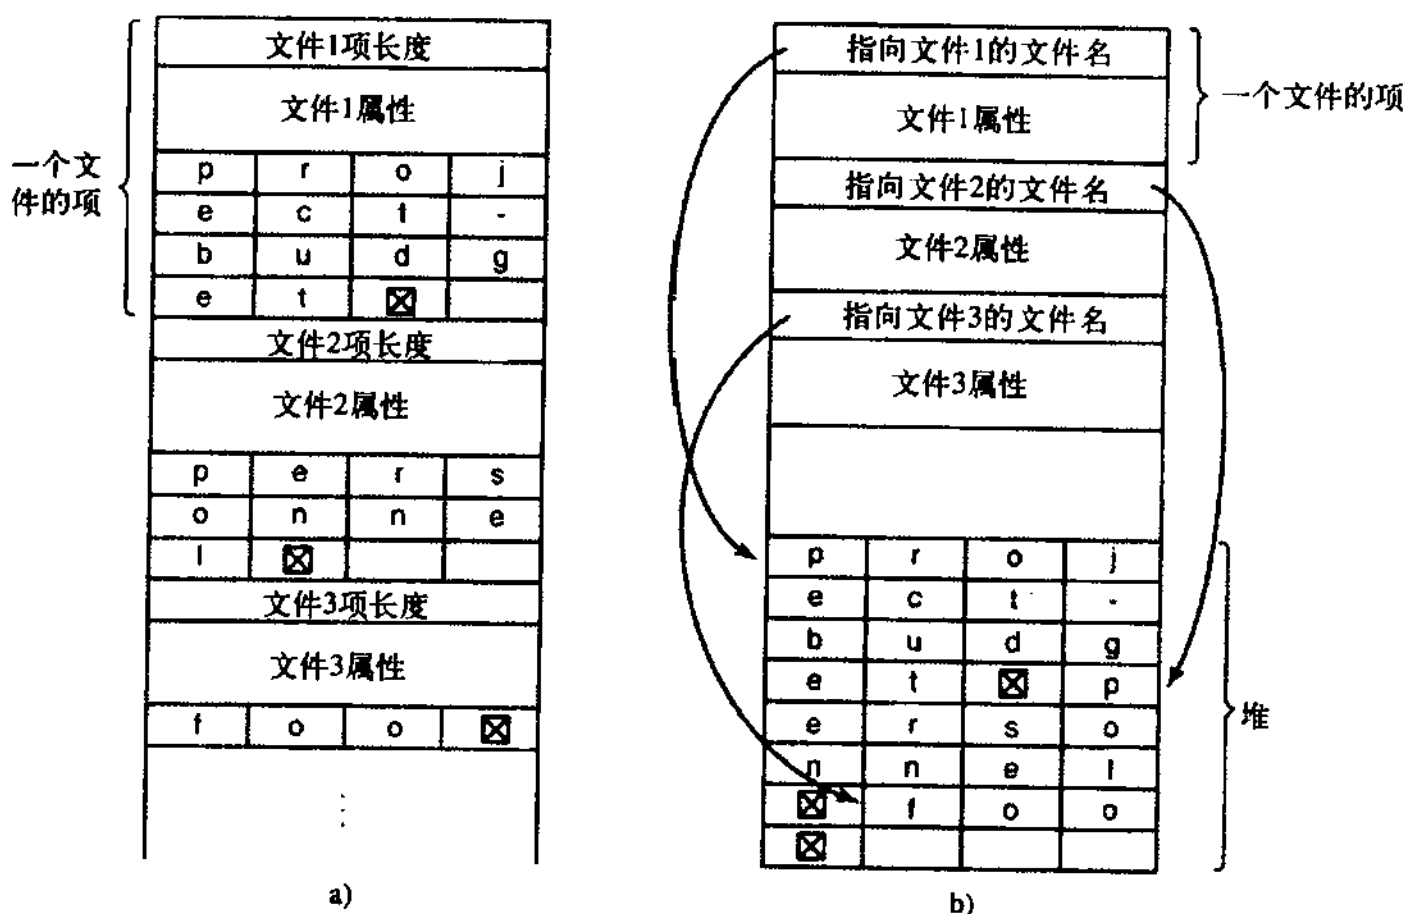 一个文
件的项
文件1项长度
文件1属性
p r o j
e c t -
b u d g
e t ☒
文件2项长度
文件2属性
p e r s
o n n e
l ☒
文件3项长度
文件3属性
f o o ☒
⋮
a)
指向文件1的文件名
文件1属性
一个文件的项
指向文件2的文件名
文件2属性
指向文件3的文件名
文件3属性
p r o j
e c t -
b u d g
e t ☒ p
e r s o
n n e l
☒ f o o
☒
堆
b)